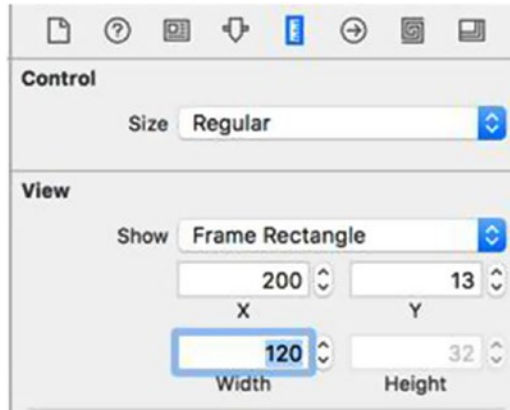 Control
Size Regular
View
Show Frame Rectangle
200 13
X Y
120 32
Width Height